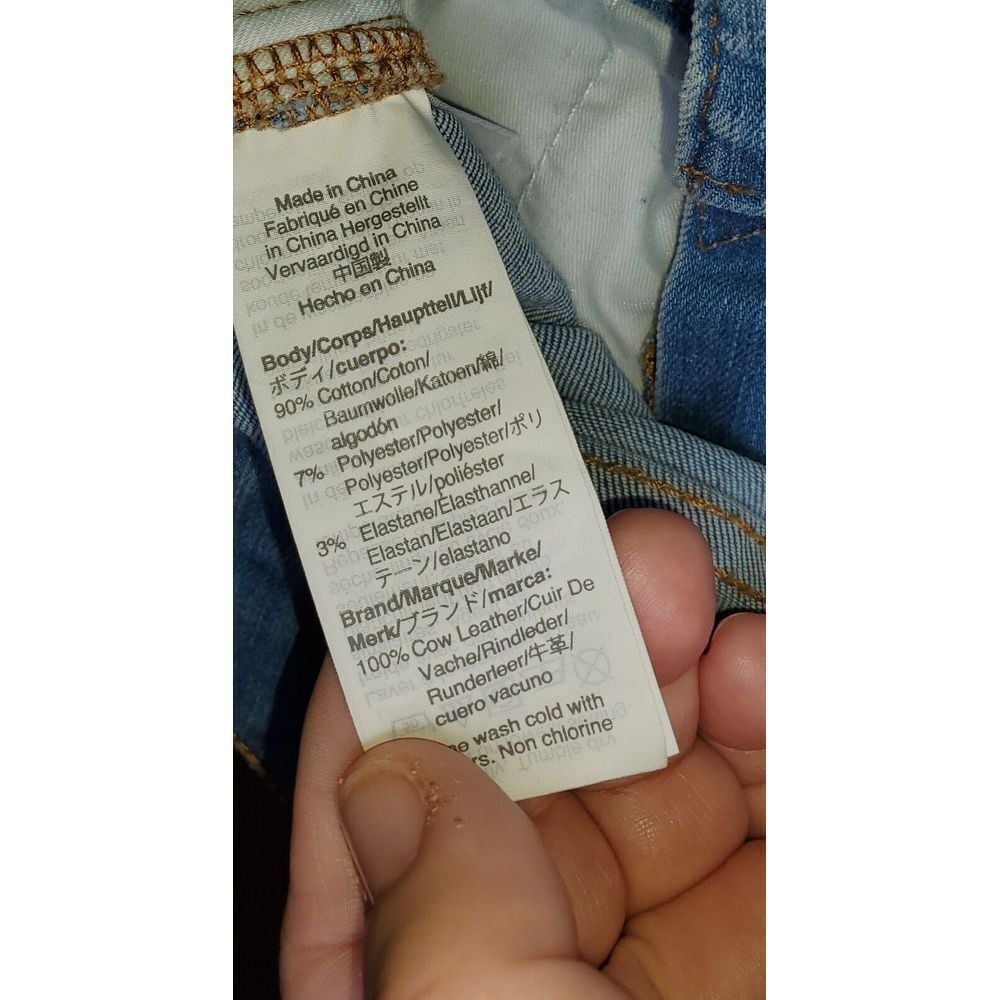 Made in China
Fabriqué en Chine
in China Hergestellt
Vervaardigd in China
中国製
Hecho en China
Body/Corps/Haupttell/Lijf/
ボディ/cuerpo:
90% Cotton/Coton/
Baumwolle/Katoen/綿/
algodón
7% Polyester/Polyester/
Polyester/Polyester/ポリ
エステル/poliéster
3% Elastane/Elasthanne/
Elastan/Elastaan/エラス
テーン/elastano
Brand/Marque/Marke/
Merk/ブランド/marca:
100% Cow Leather/Cuir De
Vache/Rindleder/
Runderleer/牛革/
cuero vacuno
wash cold with
Non chlorine